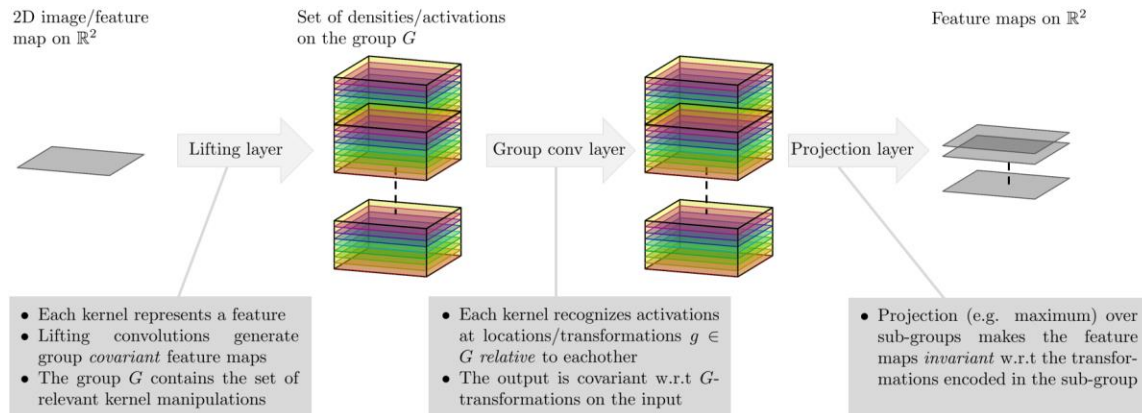 2D image/feature
map on ℝ²
Set of densities/activations
on the group G
Feature maps on ℝ²
Lifting layer
Group conv layer
Projection layer
• Each kernel represents a feature
• Lifting convolutions generate
group covariant feature maps
• The group G contains the set of
relevant kernel manipulations
• Each kernel recognizes activations
at locations/transformations g ∈
G relative to eachother
• The output is covariant w.r.t G-
transformations on the input
• Projection (e.g. maximum) over
sub-groups makes the feature
maps invariant w.r.t the transfor-
mations encoded in the sub-group